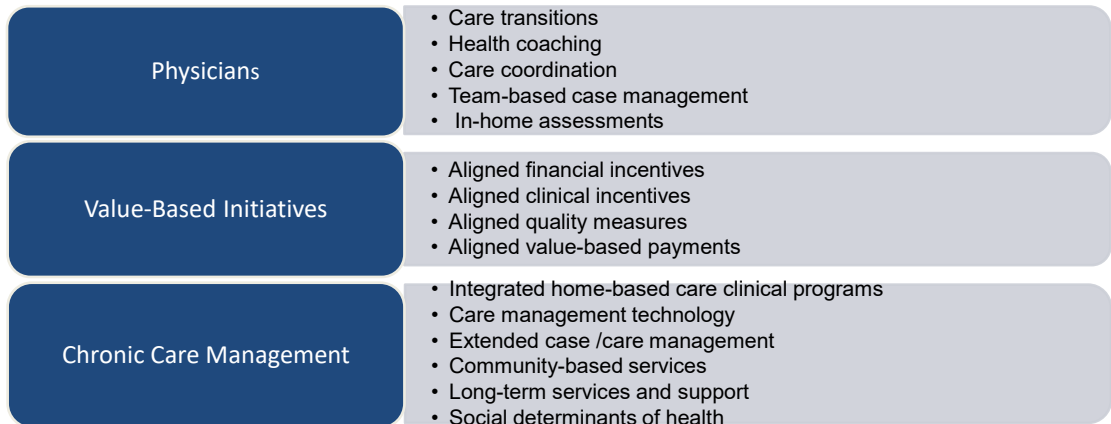 Physicians
• Care transitions
• Health coaching
• Care coordination
• Team-based case management
• In-home assessments
Value-Based Initiatives
• Aligned financial incentives
• Aligned clinical incentives
• Aligned quality measures
• Aligned value-based payments
Chronic Care Management
• Integrated home-based care clinical programs
• Care management technology
• Extended case /care management
• Community-based services
• Long-term services and support
• Social determinants of health